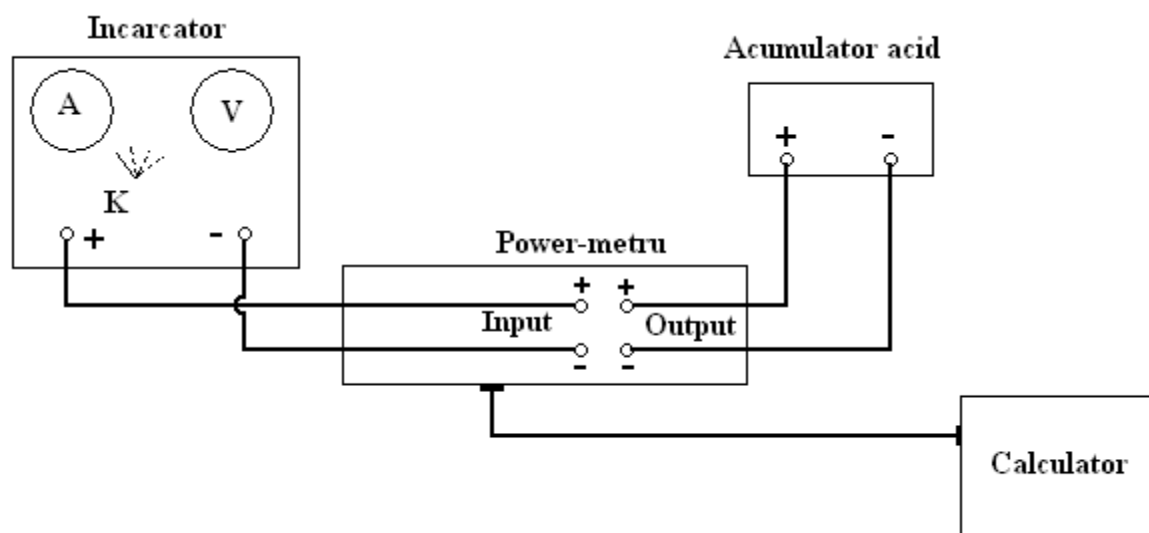 Incarcator
Acumulator acid
A
V
+
-
K
+
-
Power-metru
+
+
Input
Output
-
-
Calculator